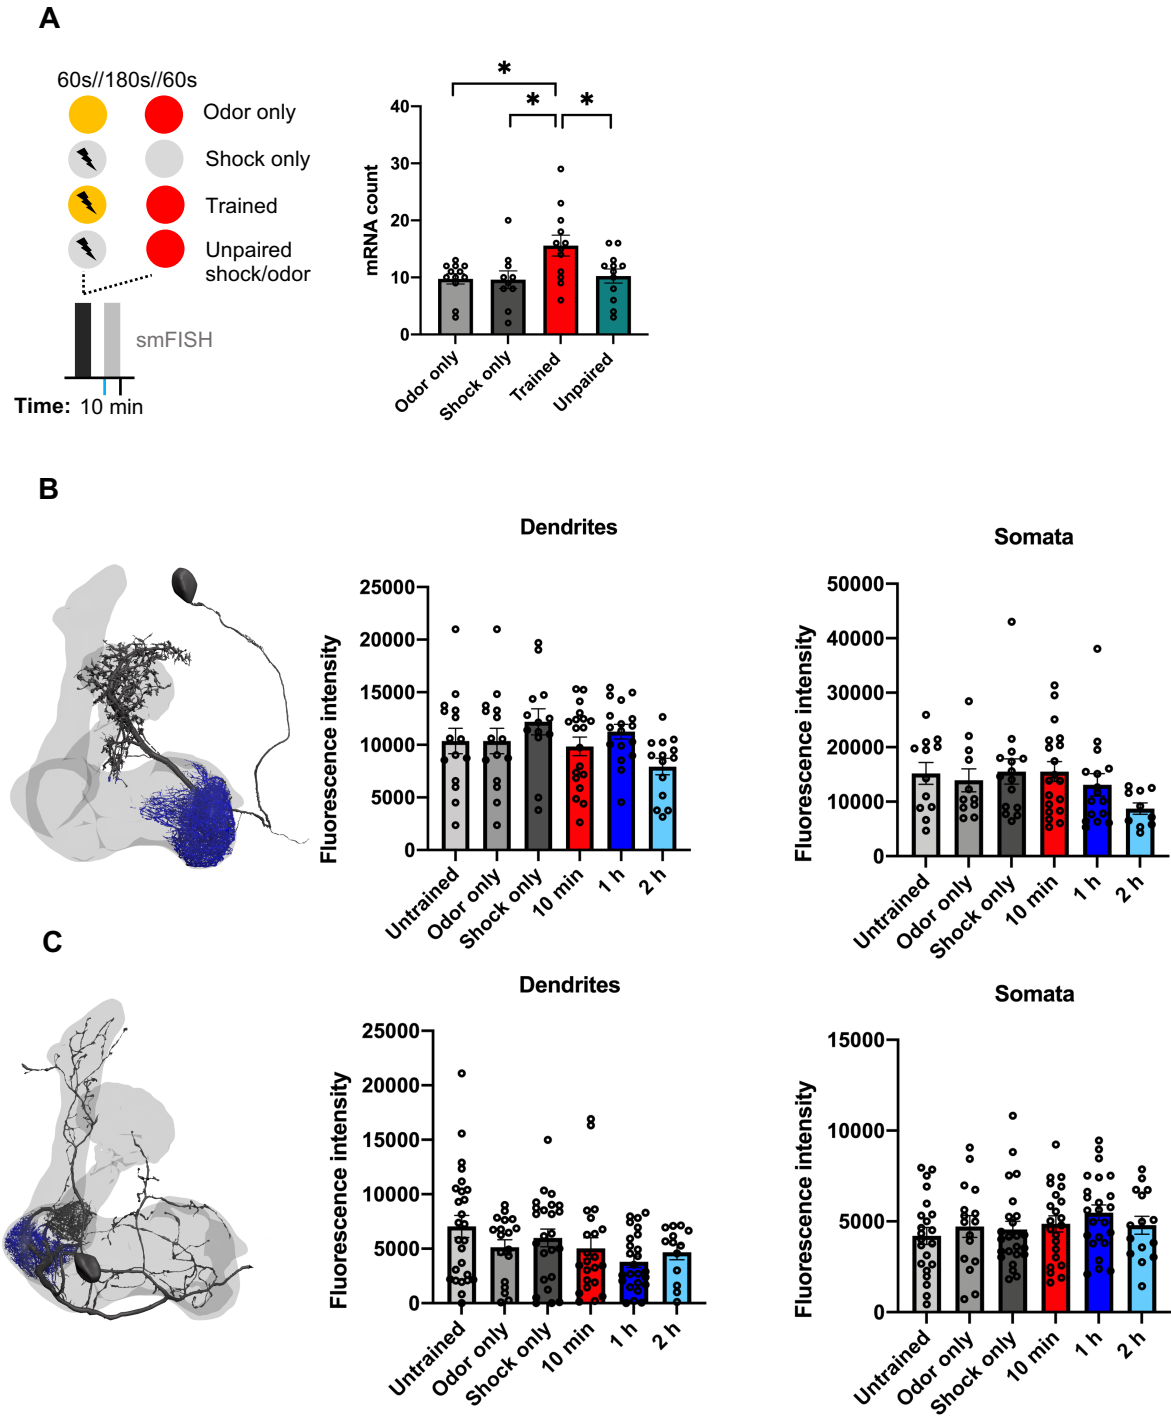 A
60s//180s//60s
Odor only
Shock only
Trained
Unpaired
shock/odor
smFISH
Time: 10 min
mRNA count
40
30
20
10
0
*
*
*
Odor only
Shock only
Trained
Unpaired
B
Dendrites
Fluorescence intensity
25000
20000
15000
10000
5000
0
Untrained
Odor only
Shock only
10 min
1 h
2 h
Somata
Fluorescence intensity
50000
40000
30000
20000
10000
0
Untrained
Odor only
Shock only
10 min
1 h
2 h
C
Dendrites
Fluorescence intensity
25000
20000
15000
10000
5000
0
Untrained
Odor only
Shock only
10 min
1 h
2 h
Somata
Fluorescence intensity
15000
10000
5000
0
Untrained
Odor only
Shock only
10 min
1 h
2 h